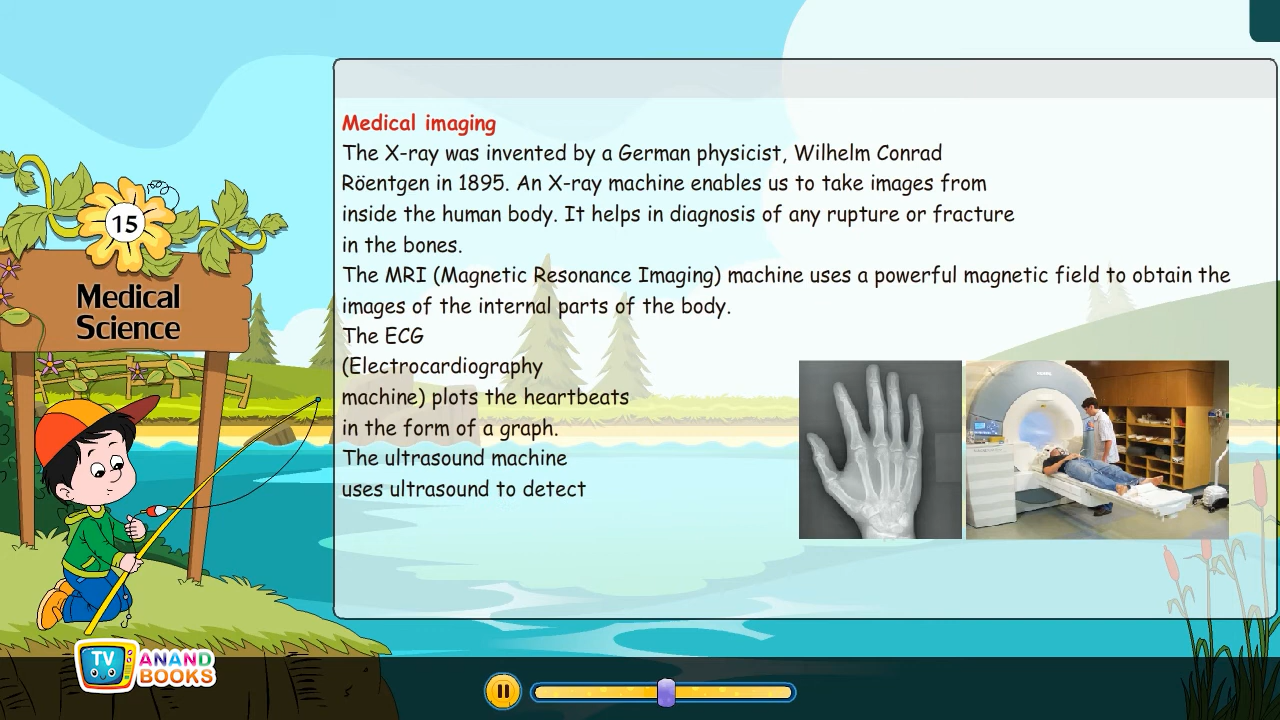 15
Medical
Science
Medical imaging
The X-ray was invented by a German physicist, Wilhelm Conrad
Röentgen in 1895. An X-ray machine enables us to take images from
inside the human body. It helps in diagnosis of any rupture or fracture
in the bones.
The MRI (Magnetic Resonance Imaging) machine uses a powerful magnetic field to obtain the
images of the internal parts of the body.
The ECG
(Electrocardiography
machine) plots the heartbeats
in the form of a graph.
The ultrasound machine
uses ultrasound to detect
TV
ANAND
BOOKS